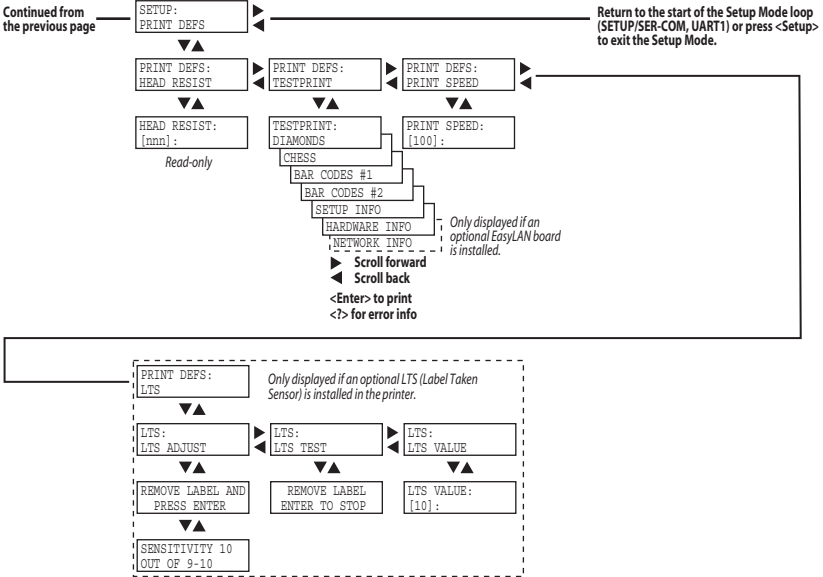 Continued from
the previous page
SETUP:
PRINT DEFS
Return to the start of the Setup Mode loop
(SETUP/SER-COM, UART1) or press <Setup>
to exit the Setup Mode.
PRINT DEFS:
HEAD RESIST
PRINT DEFS:
TESTPRINT
PRINT DEFS:
PRINT SPEED
HEAD RESIST:
[nnn]:
Read-only
TESTPRINT:
DIAMONDS
CHESS
BAR CODES #1
BAR CODES #2
SETUP INFO
HARDWARE INFO
NETWORK INFO
PRINT SPEED:
[100]:
Only displayed if an
optional EasyLAN board
is installed.
Scroll forward
Scroll back
<Enter> to print
<?> for error info
PRINT DEFS:
LTS
Only displayed if an optional LTS (Label Taken
Sensor) is installed in the printer.
LTS:
LTS ADJUST
LTS:
LTS TEST
LTS:
LTS VALUE
REMOVE LABEL AND
PRESS ENTER
REMOVE LABEL
ENTER TO STOP
LTS VALUE:
[10]:
SENSITIVITY 10
OUT OF 9-10